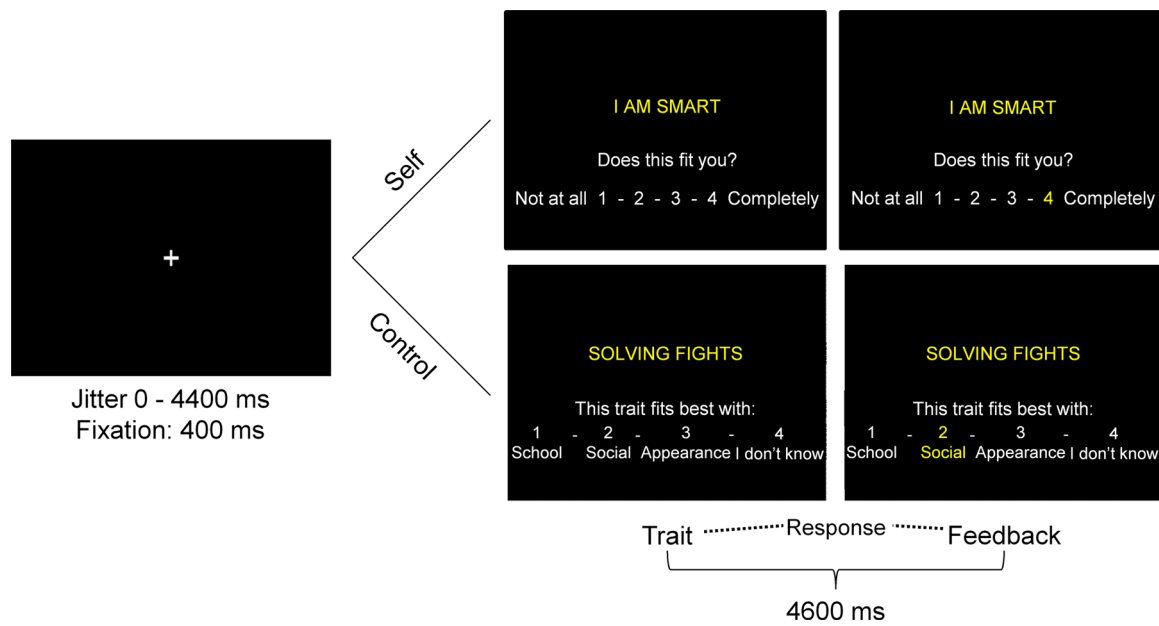 +
Jitter 0 - 4400 ms
Fixation: 400 ms
Self
Control
I AM SMART
Does this fit you?
Not at all 1 - 2 - 3 - 4 Completely
I AM SMART
Does this fit you?
Not at all 1 - 2 - 3 - 4 Completely
SOLVING FIGHTS
This trait fits best with:
1 - 2 - 3 - 4
School Social Appearance I don't know
SOLVING FIGHTS
This trait fits best with:
1 - 2 - 3 - 4
School Social Appearance I don't know
Trait Response Feedback
4600 ms